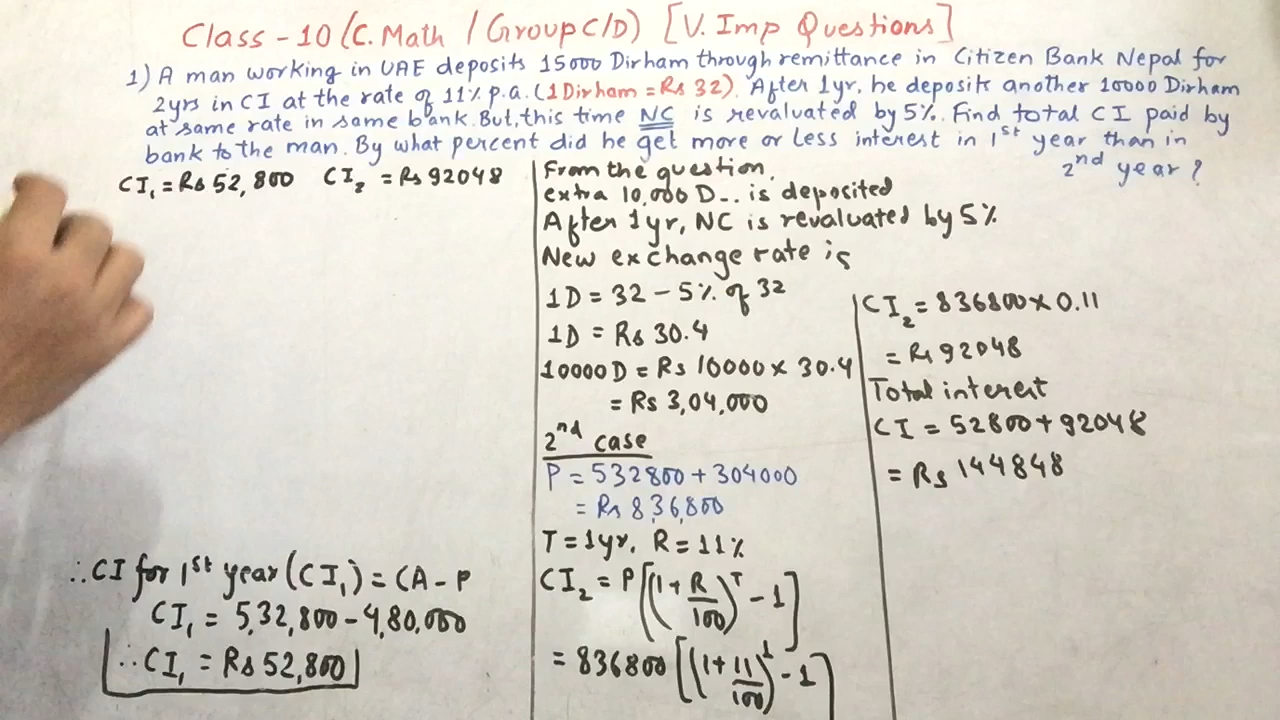 Class - 10 (C. Math / Group C/D) [V. Imp Questions]
1) A man working in UAE deposits 15000 Dirham through remittance in Citizen Bank Nepal for
2yrs in CI at the rate of 11% p.a. (1 Dirham = Rs 32). After 1yr, he deposits another 10000 Dirham
at same rate in same bank. But, this time NC is revaluated by 5%. Find total CI paid by
bank to the man. By what percent did he get more or less interest in 1st year than in
2nd year?
CI₁ = Rs 52,800 CI₂ = Rs 92048
∴ CI for 1st year (CI₁) = CA - P
CI₁ = 5,32,800 - 4,80,000
∴ CI₁ = Rs 52,800
From the question,
extra 10,000 D.. is deposited
After 1yr, NC is revaluated by 5%
New exchange rate is
1D = 32 - 5% of 32
1D = Rs 30.4
10000 D = Rs 10000 × 30.4
= Rs 3,04,000
2nd case
P = 532800 + 304000
= Rs 8,36,800
T = 1yr, R = 11%
CI₂ = P[(1 + R/100)^T - 1]
= 836800 [(1 + 11/100)^1 - 1]
CI₂ = 836800 × 0.11
= Rs 92048
Total interest
CI = 52800 + 92048
= Rs 144848